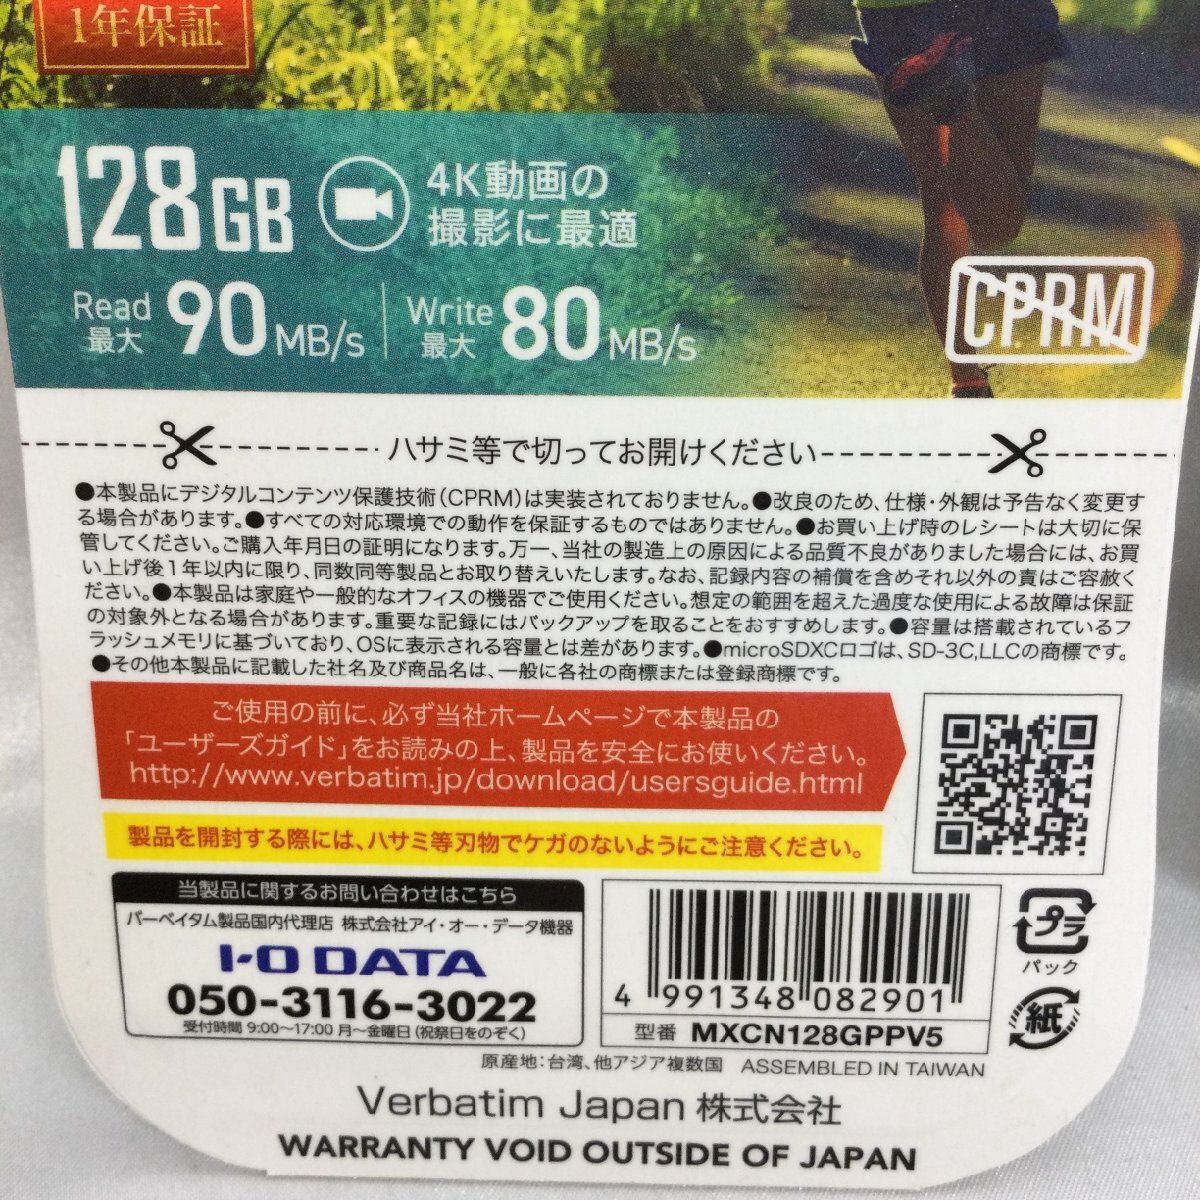 1年保証
128GB
4K動画の
撮影に最適
Read
最大
90MB/s
Write
最大
80MB/s
CPRM
ハサミ等で切ってお開けください
●本製品にデジタルコンテンツ保護技術(CPRM)は実装されておりません。●改良のため、仕様・外観は予告なく変更す
る場合があります。●すべての対応環境での動作を保証するものではありません。●お買い上げ時のレシートは大切に保
管してください。ご購入年月日の証明になります。万一、当社の製造上の原因による品質不良がありました場合には、お買
い上げ後1年以内に限り、同数同等製品とお取り替えいたします。なお、記録内容の補償を含めそれ以外の責はご容赦く
ださい。●本製品は家庭や一般的なオフィスの機器でご使用ください。想定の範囲を超えた過度な使用による故障は保証
の対象外となる場合があります。重要な記録にはバックアップを取ることをおすすめします。●容量は搭載されているフ
ラッシュメモリに基づいており、OSに表示される容量とは差があります。●microSDXCロゴは、SD-3C,LLCの商標です。
●その他本製品に記載した社名及び商品名は、一般に各社の商標または登録商標です。
ご使用の前に、必ず当社ホームページで本製品の
「ユーザーズガイド」をお読みの上、製品を安全にお使いください。
http://www.verbatim.jp/download/usersguide.html
製品を開封する際には、ハサミ等刃物でケガのないようにご注意ください。
当製品に関するお問い合わせはこちら
バーベイタム製品国内代理店 株式会社アイ・オー・データ機器
I-O DATA
050-3116-3022
受付時間 9:00~17:00 月~金曜日(祝祭日をのぞく)
4 991348 082901
型番 MXCN128GPPV5
プラ
パック
紙
原産地:台湾、他アジア複数国 ASSEMBLED IN TAIWAN
Verbatim Japan 株式会社
WARRANTY VOID OUTSIDE OF JAPAN